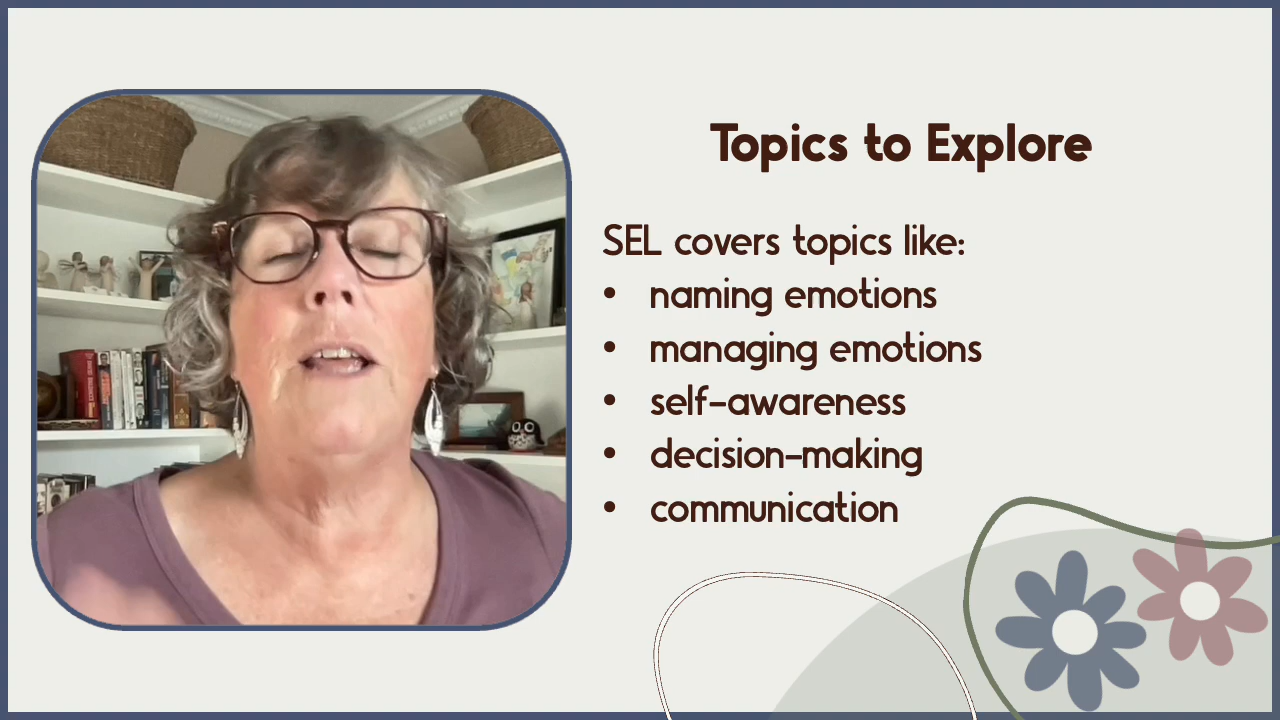 Topics to Explore
SEL covers topics like:
• naming emotions
• managing emotions
• self-awareness
• decision-making
• communication